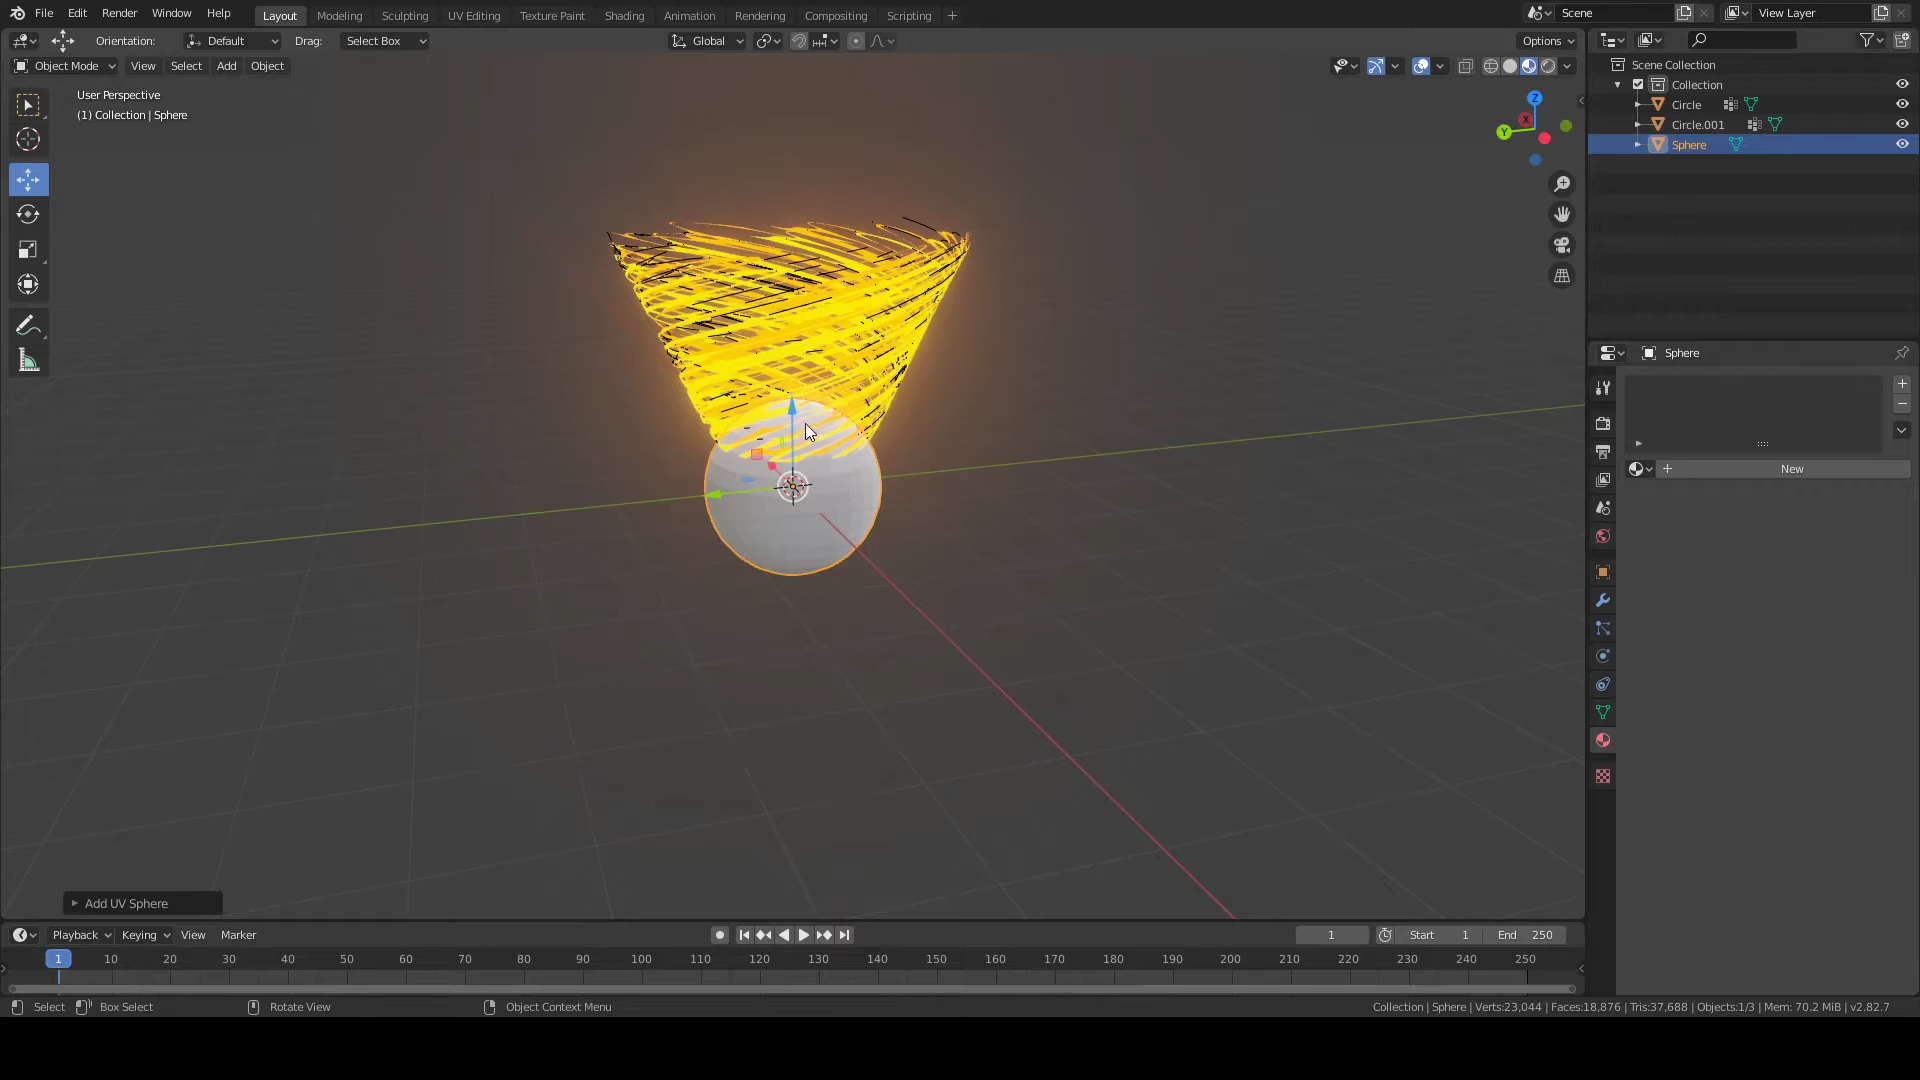 File Edit Render Window Help Layout Modeling Sculpting UV Editing Texture Paint Shading Animation Rendering Compositing Scripting + Scene View Layer
Orientation: Default Drag: Select Box Global Options
Object Mode View Select Add Object
User Perspective
(1) Collection | Sphere
Z
X
Y
Scene Collection
Collection
Circle
Circle.001
Sphere
Sphere
New
Add UV Sphere
Playback Keying View Marker 1 Start 1 End 250
1 10 20 30 40 50 60 70 80 90 100 110 120 130 140 150 160 170 180 190 200 210 220 230 240 250
Select Box Select Rotate View Object Context Menu Collection | Sphere | Verts:23,044 | Faces:18,876 | Tris:37,688 | Objects:1/3 | Mem: 70.2 MiB | v2.82.7